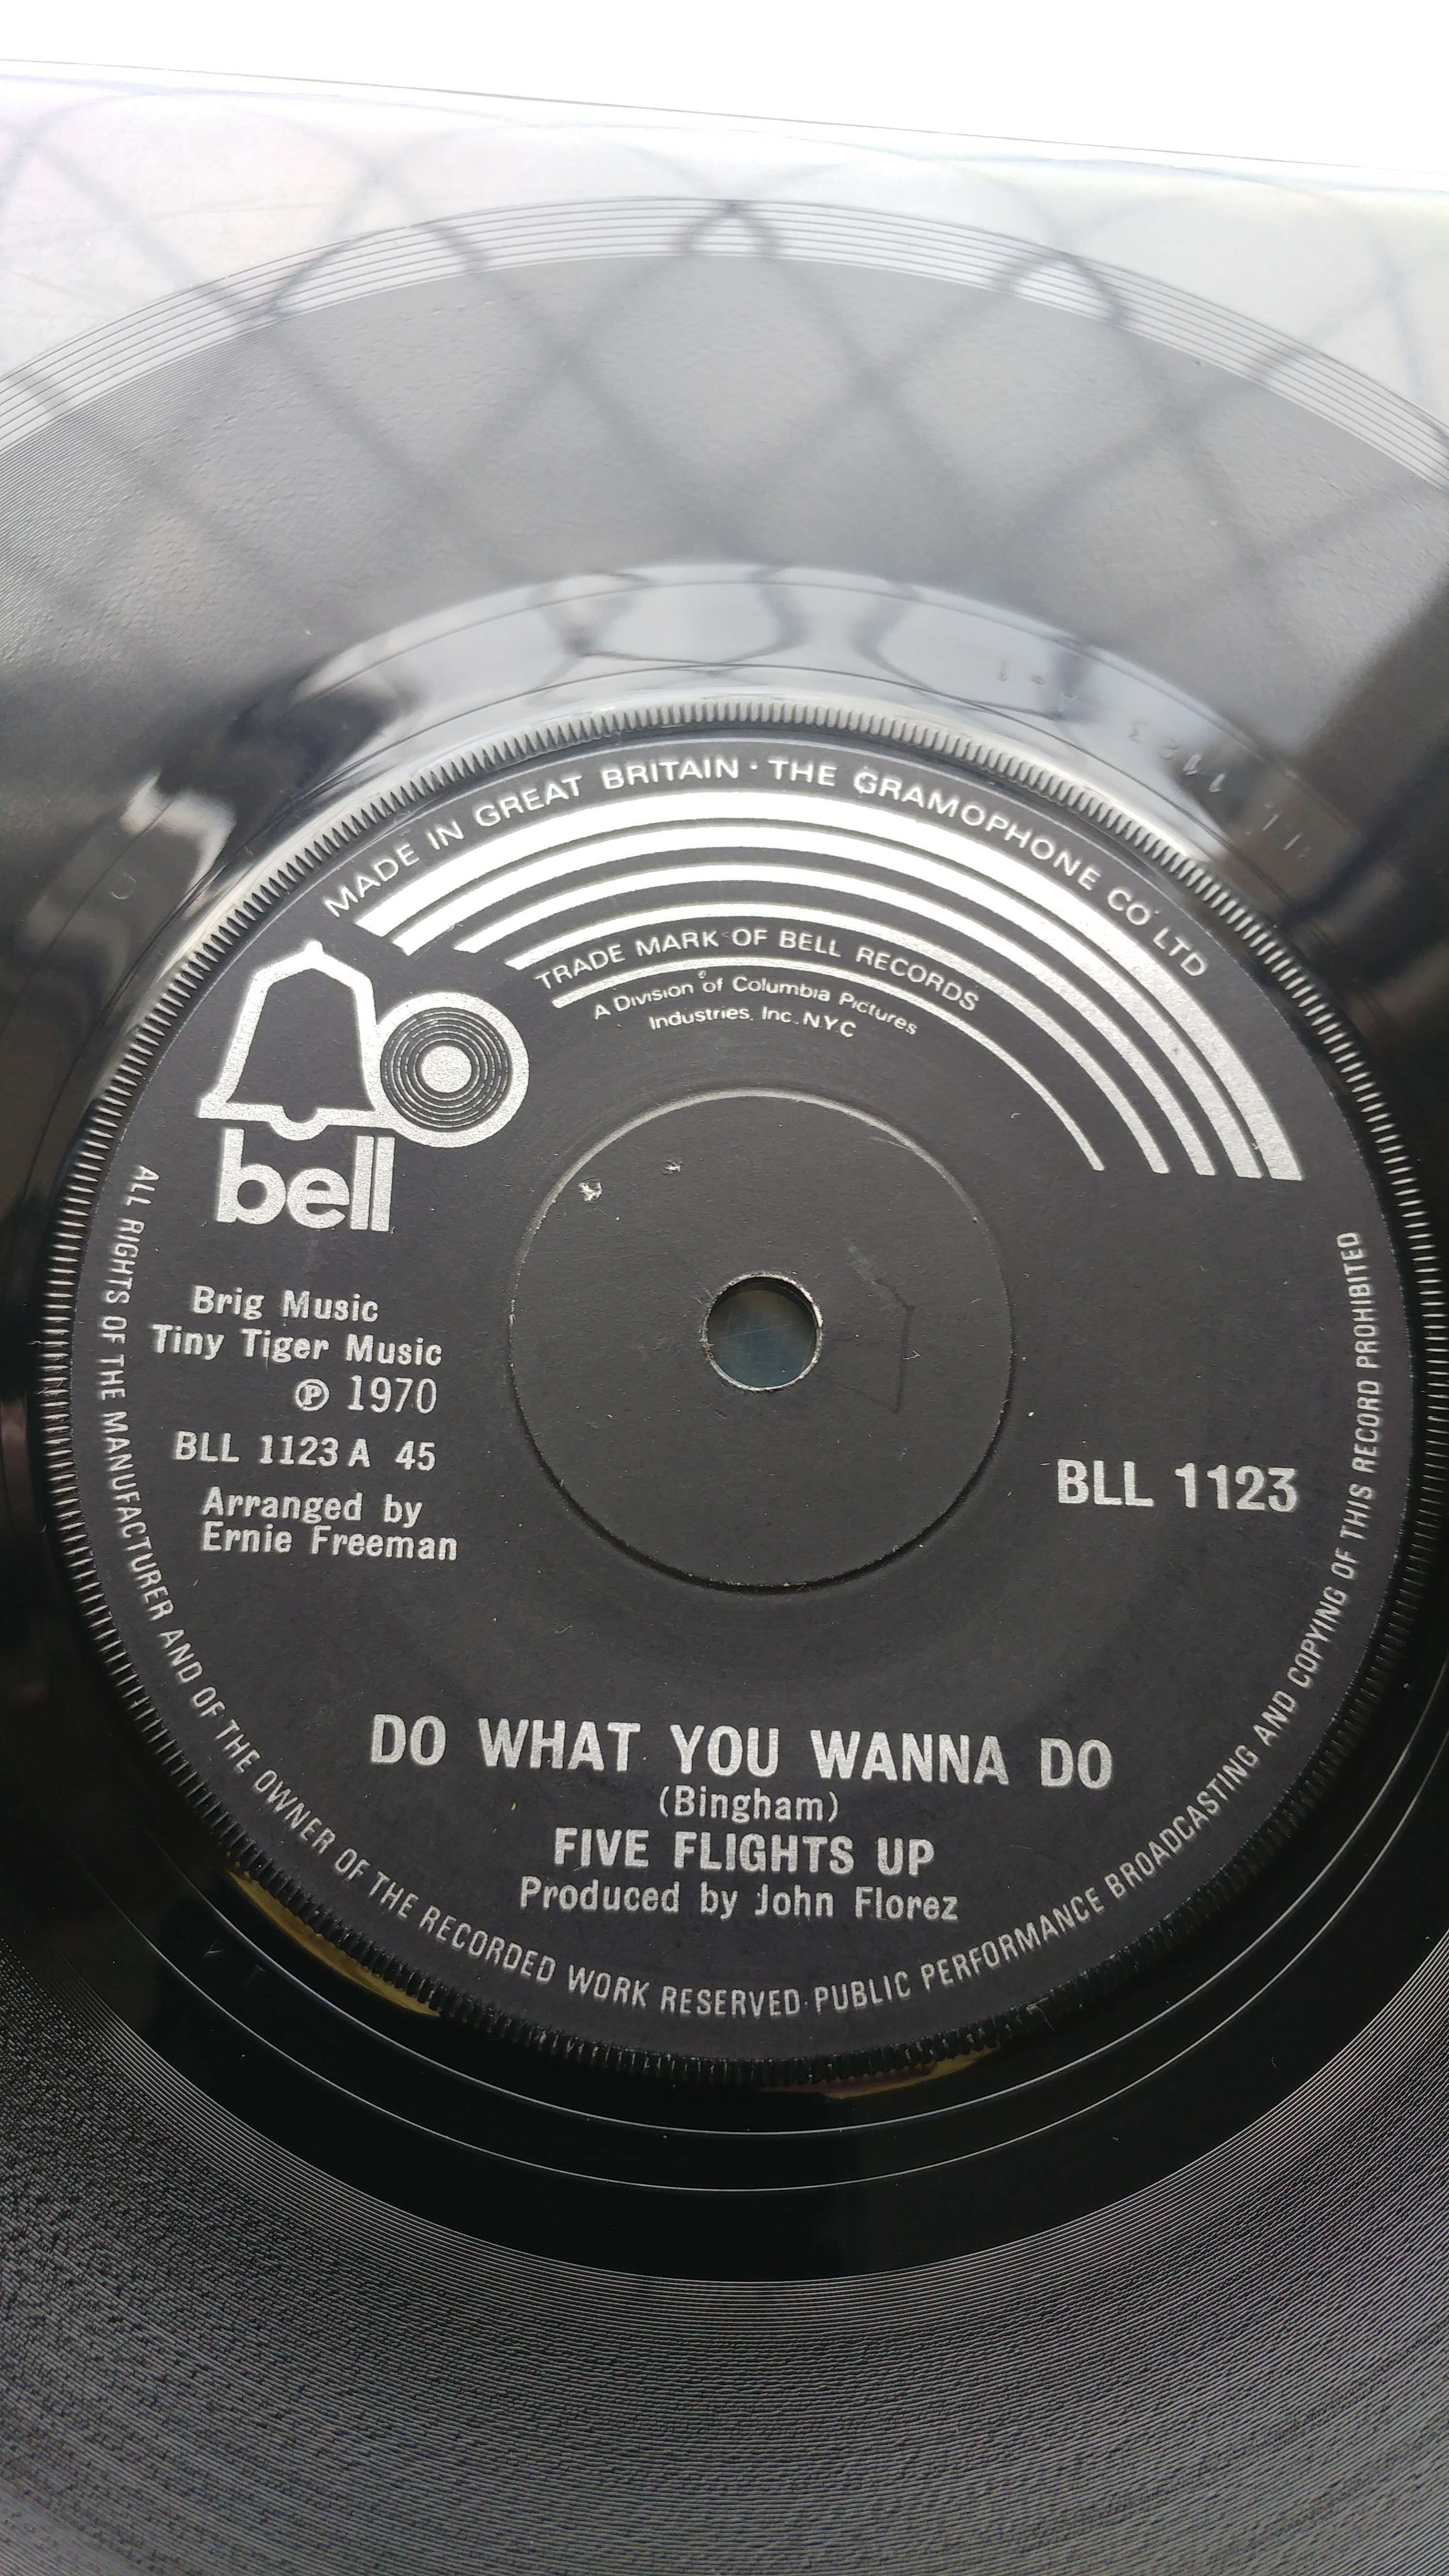 MADE IN GREAT BRITAIN · THE GRAMOPHONE CO LTD
TRADE MARK OF BELL RECORDS
A Division of Columbia Pictures
Industries, Inc. N.Y.C
bell
Brig Music
Tiny Tiger Music
℗ 1970
BLL 1123 A 45
Arranged by
Ernie Freeman
BLL 1123
DO WHAT YOU WANNA DO
(Bingham)
FIVE FLIGHTS UP
Produced by John Florez
ALL RIGHTS OF THE MANUFACTURER AND OF THE OWNER OF THE RECORDED WORK RESERVED · PUBLIC PERFORMANCE BROADCASTING AND COPYING OF THIS RECORD PROHIBITED